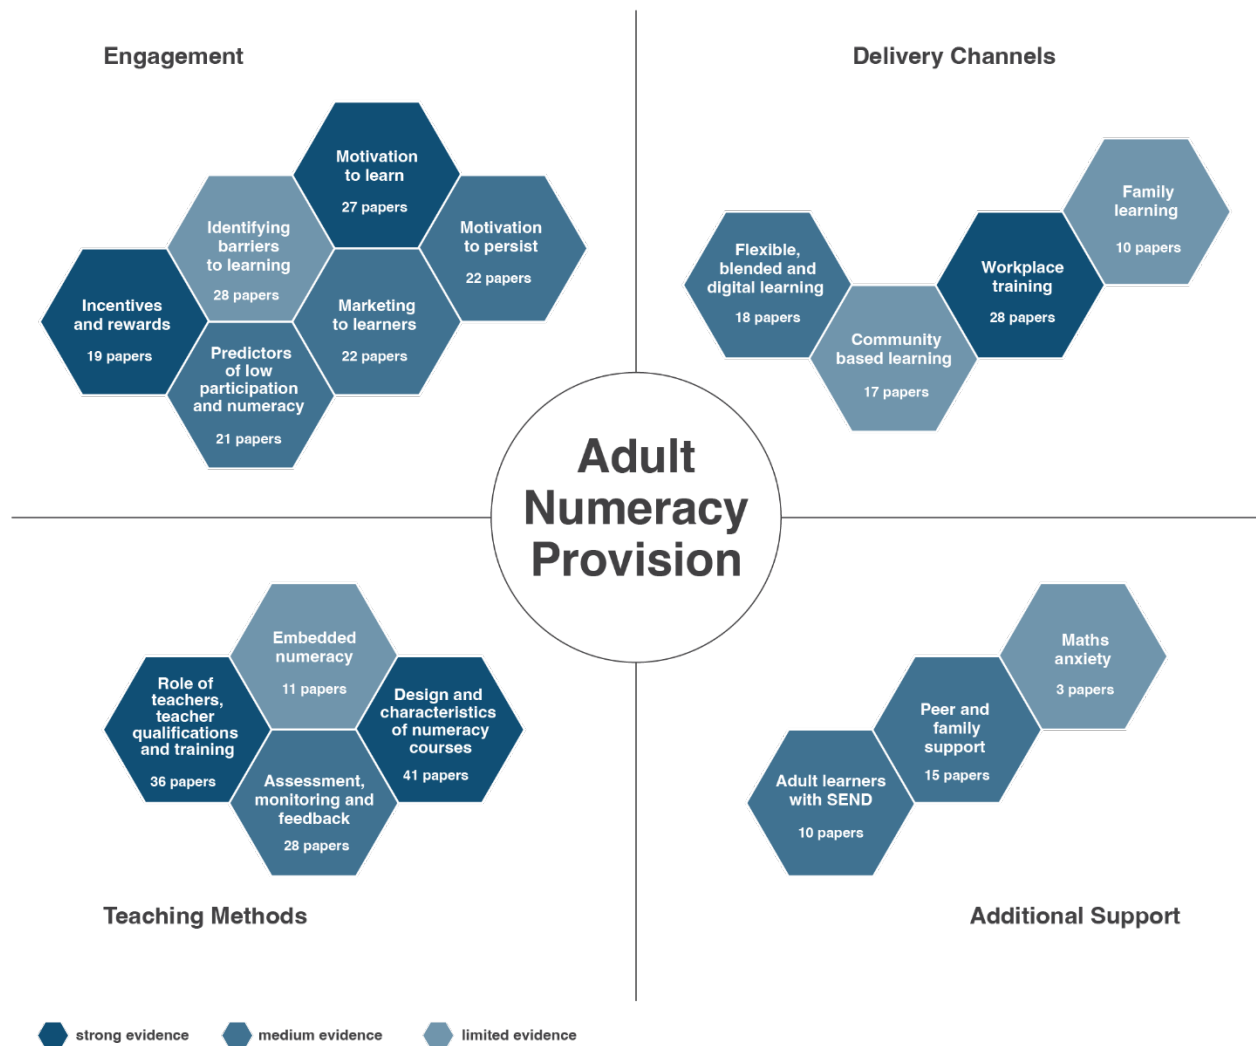 Engagement
Motivation
to learn
27 papers
Identifying
barriers
to learning
28 papers
Motivation
to persist
22 papers
Incentives
and rewards
19 papers
Marketing
to learners
22 papers
Predictors
of low
participation
and numeracy
21 papers
Delivery Channels
Family
learning
10 papers
Flexible,
blended and
digital learning
18 papers
Workplace
training
28 papers
Community
based learning
17 papers
Adult
Numeracy
Provision
Embedded
numeracy
11 papers
Role of
teachers,
teacher
qualifications
and training
36 papers
Design and
characteristics
of numeracy
courses
41 papers
Assessment,
monitoring and
feedback
28 papers
Teaching Methods
Maths
anxiety
3 papers
Peer and
family
support
15 papers
Adult learners
with SEND
10 papers
Additional Support
strong evidence
medium evidence
limited evidence